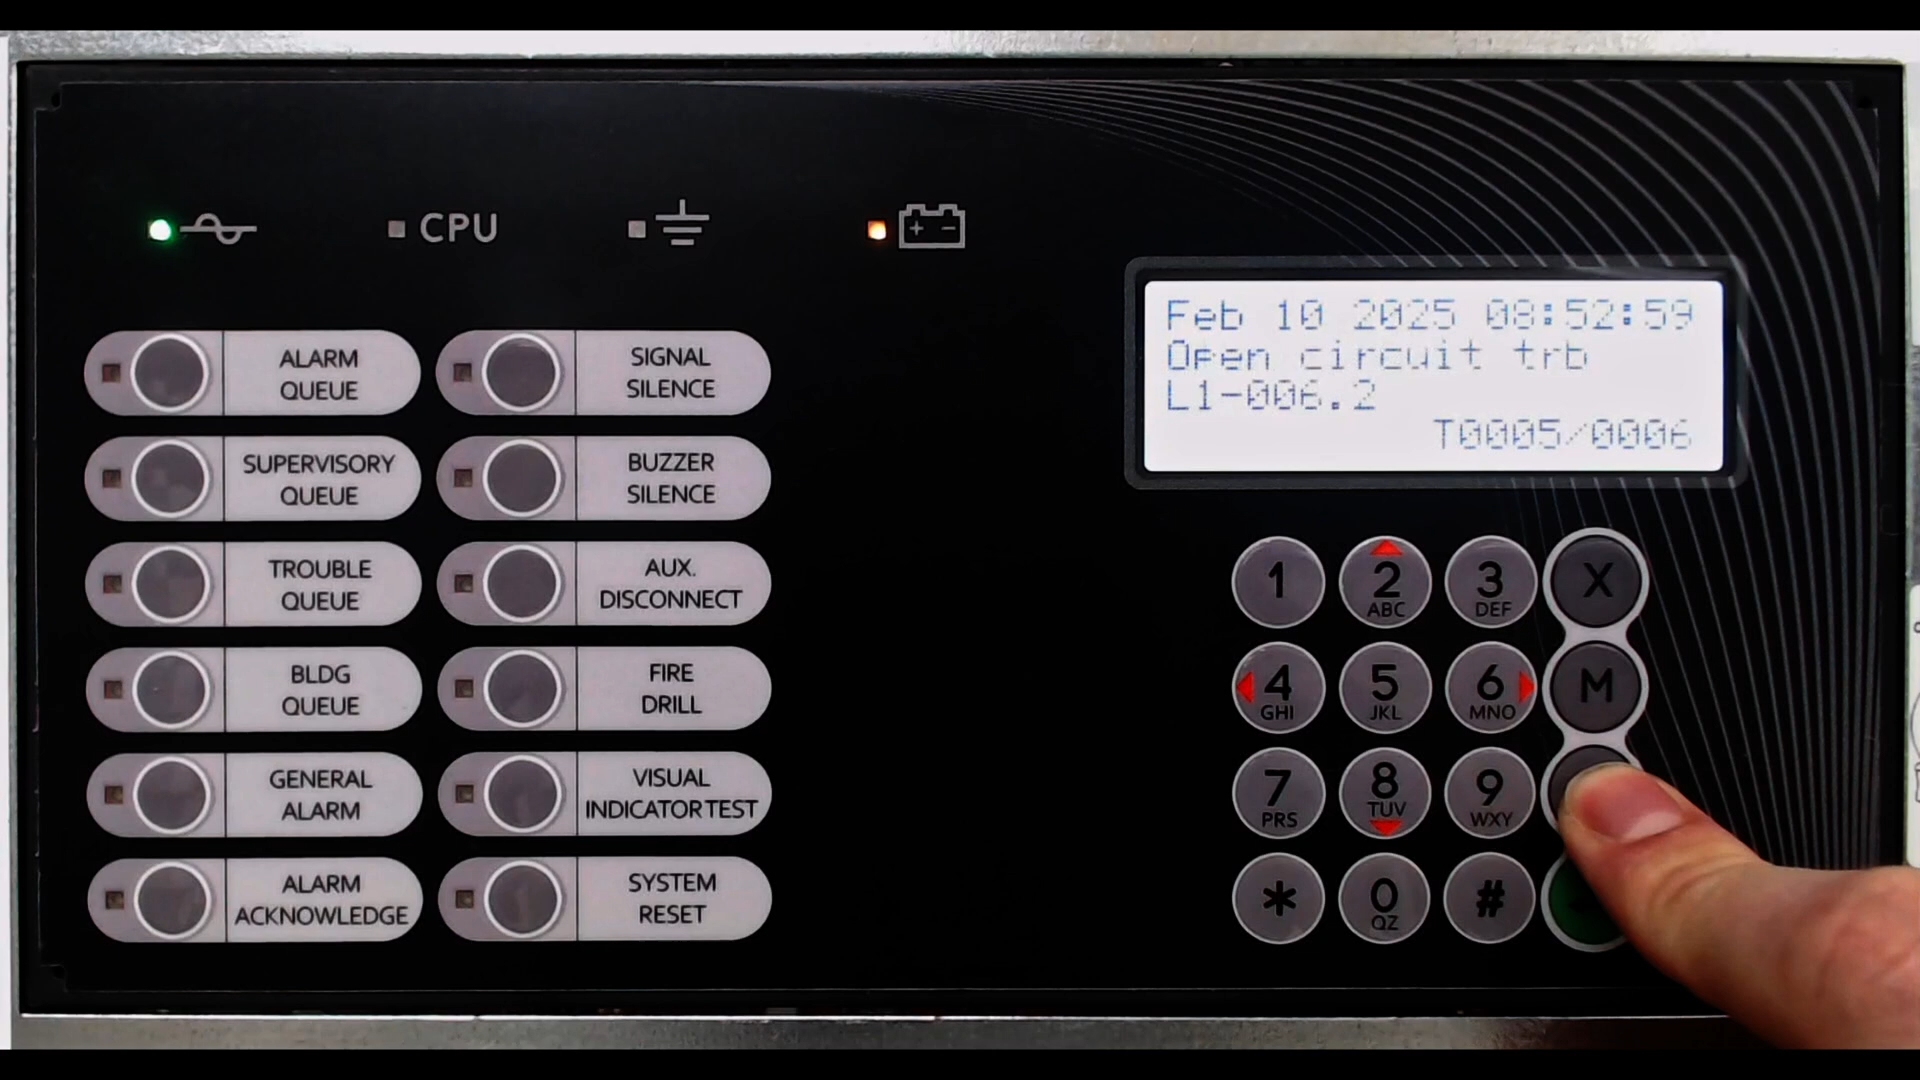 CPU
+ -
Feb 10 2025 08:52:59
Open circuit trb
L1-006.2
T0005/0006
ALARM
QUEUE
SIGNAL
SILENCE
SUPERVISORY
QUEUE
BUZZER
SILENCE
TROUBLE
QUEUE
AUX.
DISCONNECT
BLDG
QUEUE
FIRE
DRILL
GENERAL
ALARM
VISUAL
INDICATOR TEST
ALARM
ACKNOWLEDGE
SYSTEM
RESET
1 2 3 X
ABC DEF
4 5 6 M
GHI JKL MNO
7 8 9
PRS TUV WXY
* 0 #
QZ